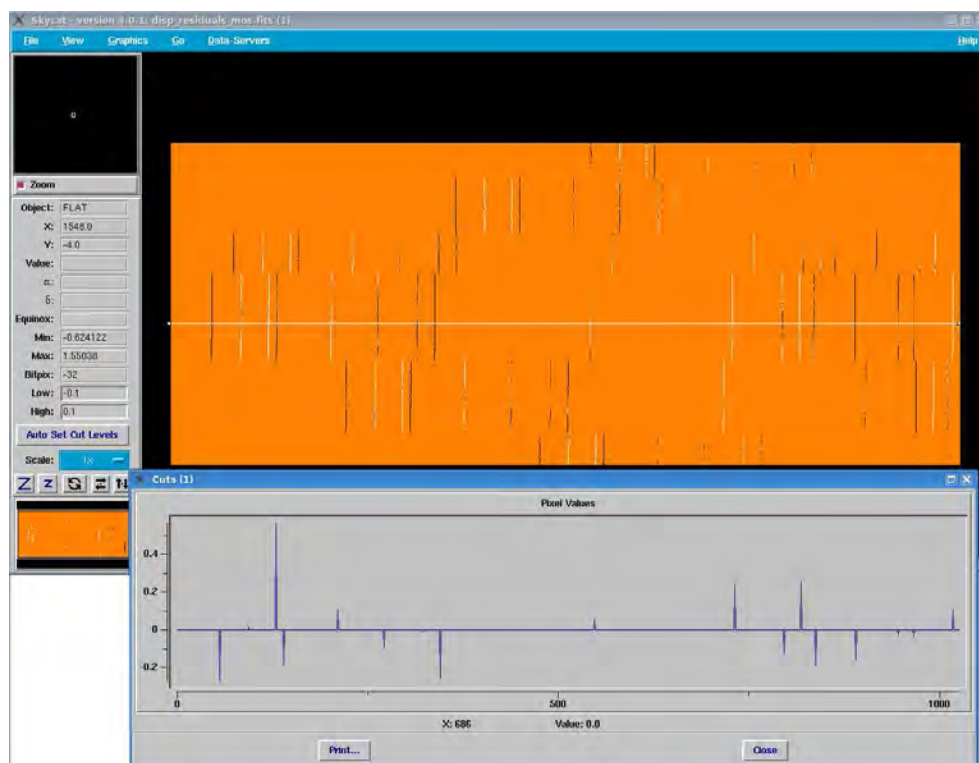 Skycat - version 3.0.1: disp_residuals_mos.fits (1)
File View Graphics Go Data-Servers Help
Zoom
Object: FLAT
X: 1548.0
Y: -4.0
Value:
α:
δ:
Equinox:
Min: -0.624122
Max: 1.55038
Bitpix: -32
Low: -0.1
High: 0.1
Auto Set Cut Levels
Scale: 1x
Z z
Cuts (1)
Pixel Values
0.4
0.2
0
-0.2
0 500 1000
X: 686 Value: 0.0
Print... Close